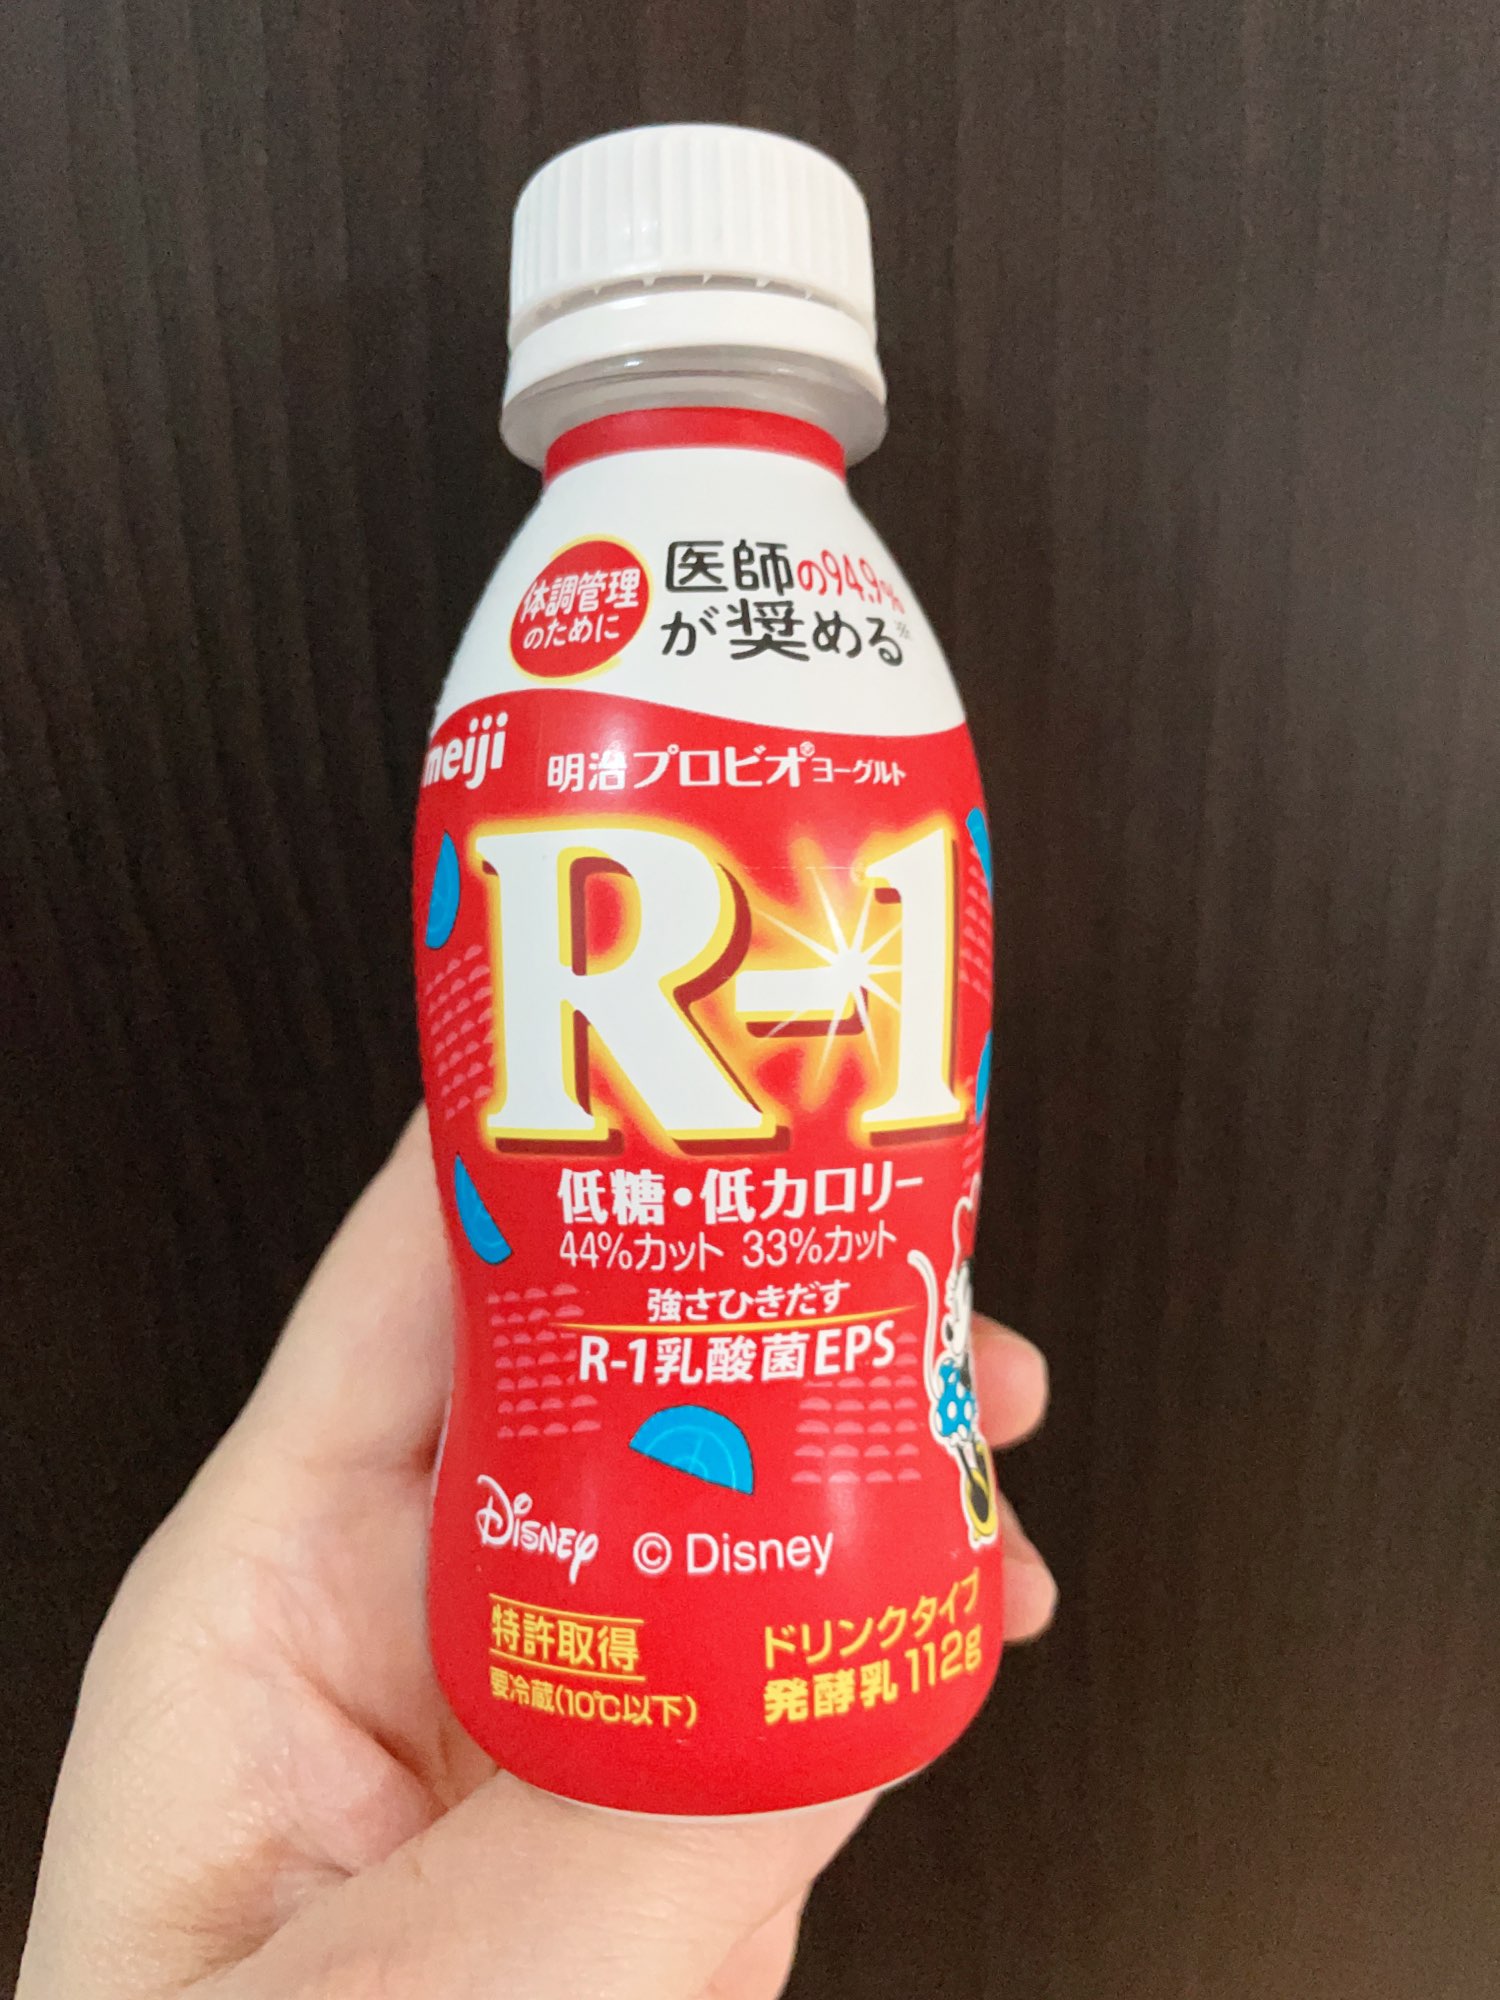 体調管理
のために
医師の94.9%
が奨める※
meiji
明治プロビオ®ヨーグルト
R-1
低糖・低カロリー
44%カット 33%カット
強さひきだす
R-1乳酸菌EPS
Disney © Disney
特許取得
要冷蔵(10℃以下)
ドリンクタイプ
発酵乳 112g